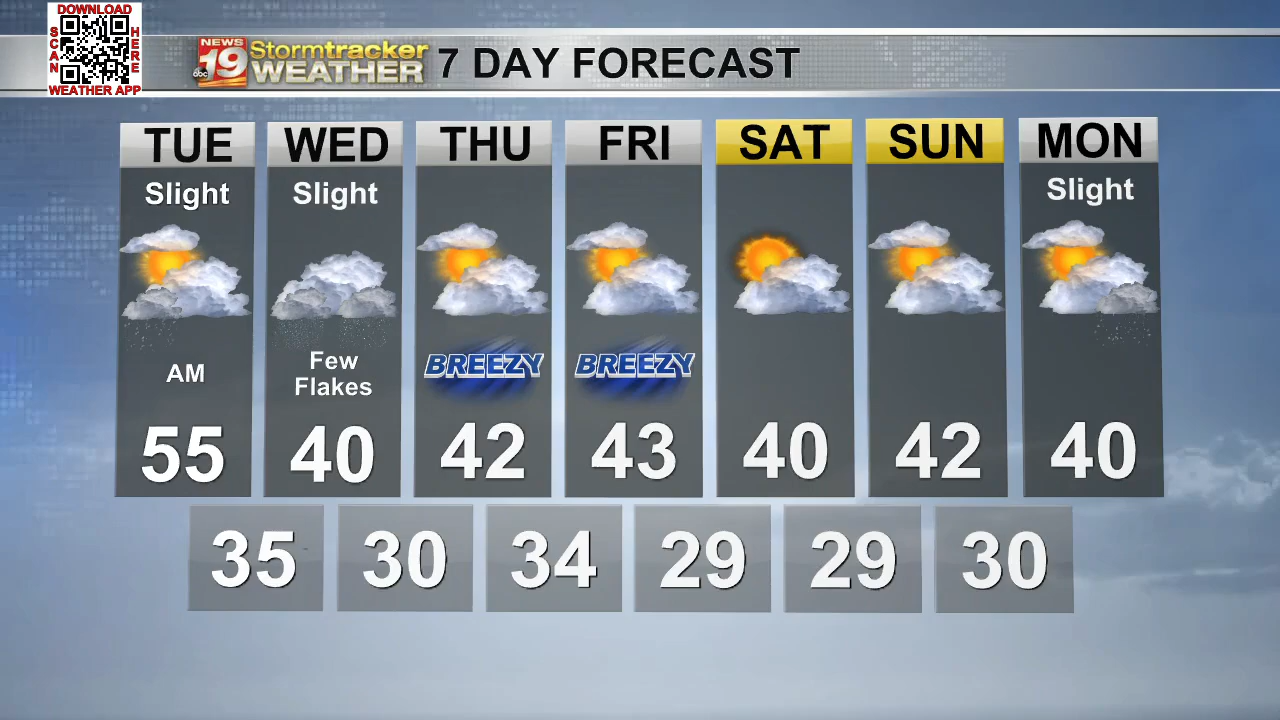 DOWNLOAD
SCAN
HERE
WEATHER APP
NEWS
abc 19
Stormtracker
WEATHER
7 DAY FORECAST
TUE WED THU FRI SAT SUN MON
Slight Slight Slight
BREEZY BREEZY
AM
Few
Flakes
55 40 42 43 40 42 40
35 30 34 29 29 30